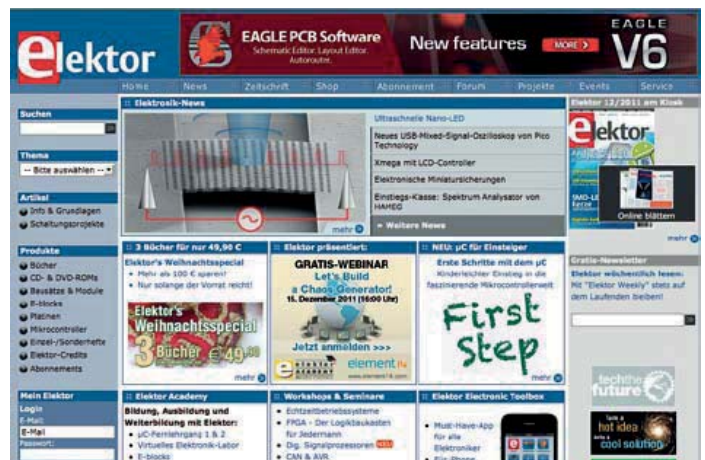 elektor
EAGLE PCB Software
Schematic Editor. Layout Editor.
Autorouter.
New features
MORE
EAGLE
V6
Home News Zeitschrift Shop Abonnement Forum Projekte Events Service
Suchen
Thema
-- Bitte auswählen --
Artikel
Info & Grundlagen
Schaltungsprojekte
Produkte
Bücher
CD- & DVD-ROMs
Bausätze & Module
E-blocks
Platinen
Mikrocontroller
Einzel-/Sonderhefte
Elektor-Credits
Abonnements
Mein Elektor
Login
E-Mail:
E-Mail
Passwort:
:: Elektronik-News
mehr
Ultraschnelle Nano-LED
Neues USB-Mixed-Signal-Oszilloskop von Pico
Technology
Xmega mit LCD-Controller
Elektronische Miniatursicherungen
Einstiegs-Klasse: Spektrum Analysator von
HAMEG
» Weitere News
:: 3 Bücher für nur 49,90 €
Elektor's Weihnachtsspecial
• Mehr als 100 € sparen!
• Nur solange der Vorrat reicht!
Elektor's
Weihnachtsspecial
3 Bücher € 49,90
mehr
:: Elektor präsentiert:
GRATIS-WEBINAR
Let's Build
a Chaos Generator!
15. Dezember 2011 (16:00 Uhr)
Jetzt anmelden >>>
elektor
element14
www.element14.com
:: NEU: µC für Einsteiger
Erste Schritte mit dem µC
Kinderleichter Einstieg in die
faszinierende Mikrocontrollerwelt
First
Step
mehr
:: Elektor Academy
Bildung, Ausbildung und
Weiterbildung mit Elektor:
• µC-Fernlehrgang 1 & 2
• Virtuelles Elektronik-Labor
• E-blocks
:: Workshops & Seminare
• Echtzeitbetriebssysteme
• FPGA - Der Logikbaukasten
für Jedermann
• Dig. Signalprozessoren NEU
• CAN & AVR
:: Elektor Electronic Toolbox
• Must-Have-App
für alle
Elektroniker
• Für iPhone
Elektor 12/2011 am Kiosk
elektor
Online blättern
mehr
Gratis-Newsletter
Elektor wöchentlich lesen:
Mit "Elektor Weekly" stets auf
dem Laufenden bleiben!
techthe
future
hot idea
cool solution